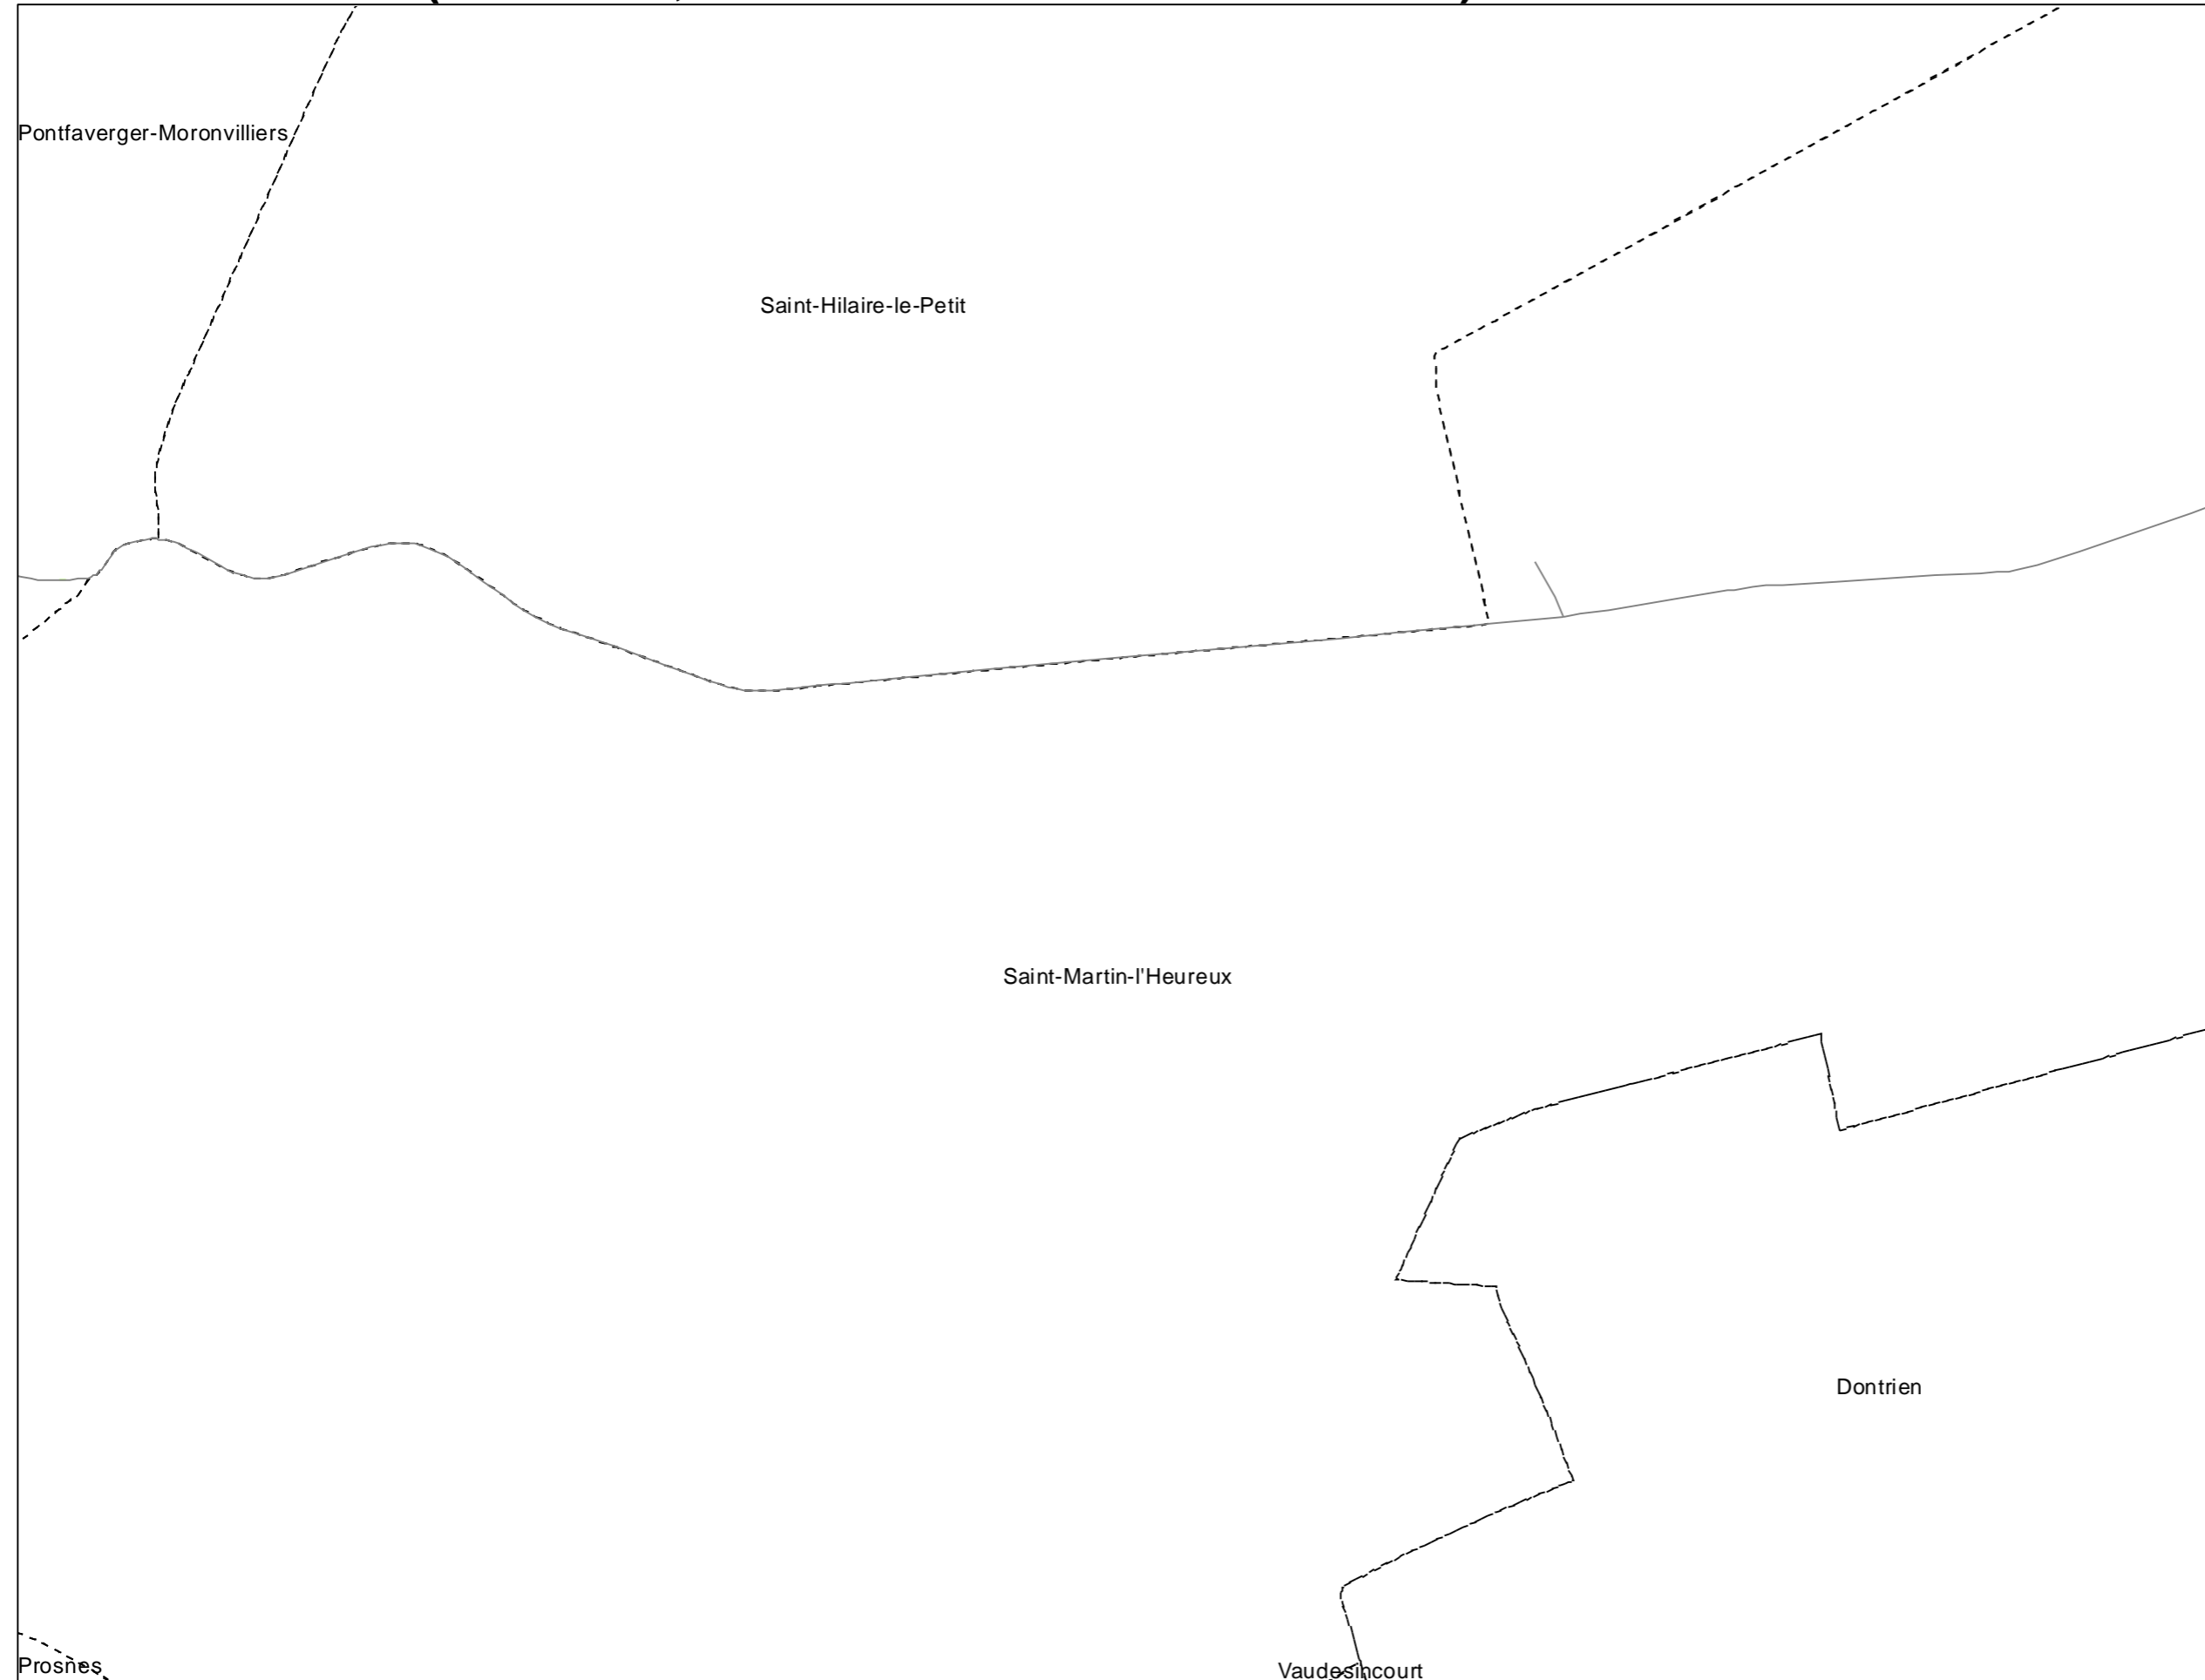 Pontfaverger-Moronvilliers
Saint-Hilaire-le-Petit
Saint-Martin-l'Heureux
Dontrien
Prosnes
Vaudesincourt